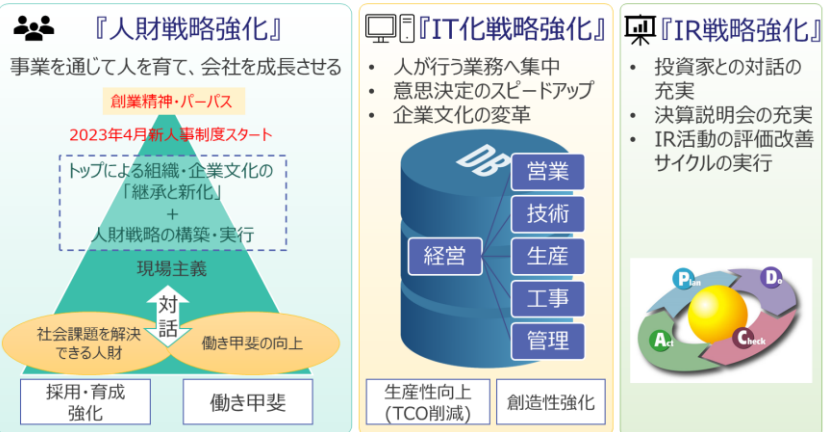 『人財戦略強化』
事業を通じて人を育て、会社を成長させる
創業精神・パーパス
2023年4月新人事制度スタート
トップによる組織・企業文化の
「継承と新化」
+
人財戦略の構築・実行
現場主義
対
話
社会課題を解決
できる人財
働き甲斐の向上
採用・育成
強化
働き甲斐
『IT化戦略強化』
• 人が行う業務へ集中
• 意思決定のスピードアップ
• 企業文化の変革
DB
経営
営業
技術
生産
工事
管理
生産性向上
(TCO削減)
創造性強化
『IR戦略強化』
• 投資家との対話の
充実
• 決算説明会の充実
• IR活動の評価改善
サイクルの実行
Plan
Do
Check
Act